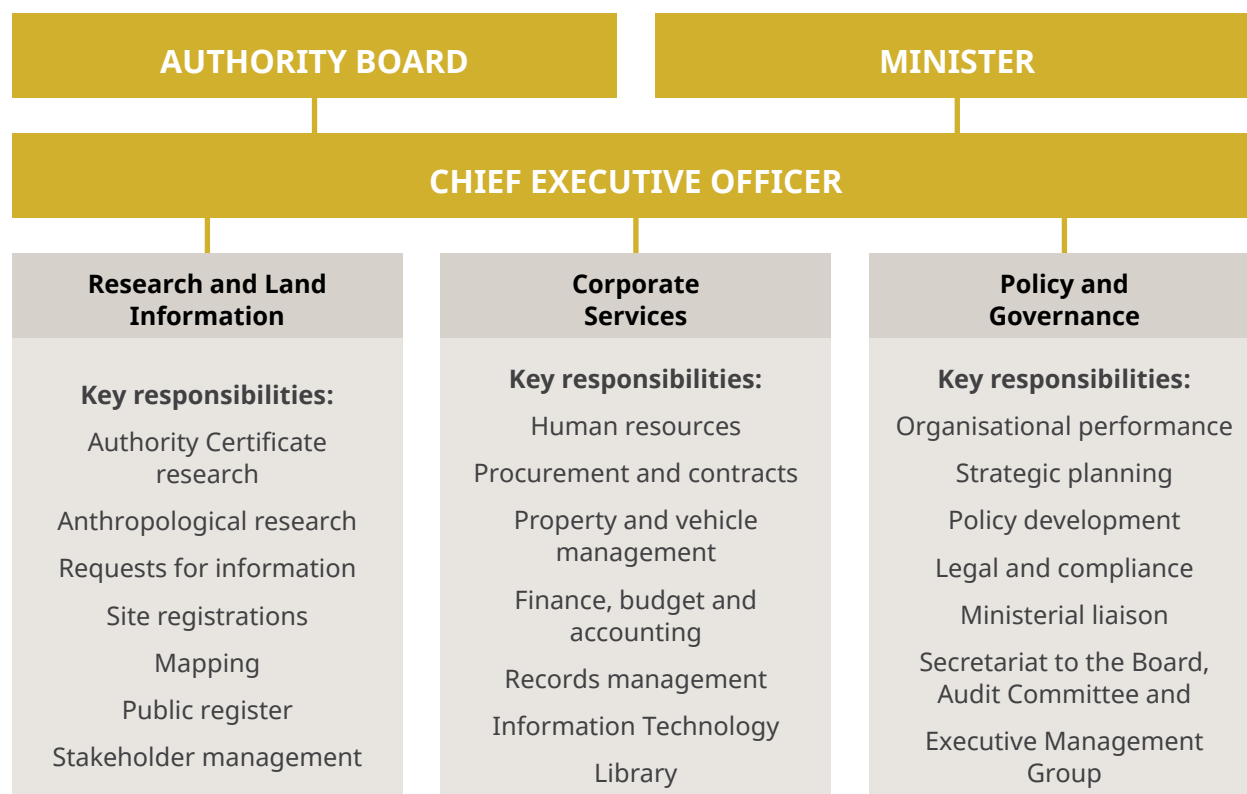 AUTHORITY BOARD
MINISTER
CHIEF EXECUTIVE OFFICER
Research and Land
Information
Key responsibilities:
Authority Certificate
research
Anthropological research
Requests for information
Site registrations
Mapping
Public register
Stakeholder management
Corporate
Services
Key responsibilities:
Human resources
Procurement and contracts
Property and vehicle
management
Finance, budget and
accounting
Records management
Information Technology
Library
Policy and
Governance
Key responsibilities:
Organisational performance
Strategic planning
Policy development
Legal and compliance
Ministerial liaison
Secretariat to the Board,
Audit Committee and
Executive Management
Group